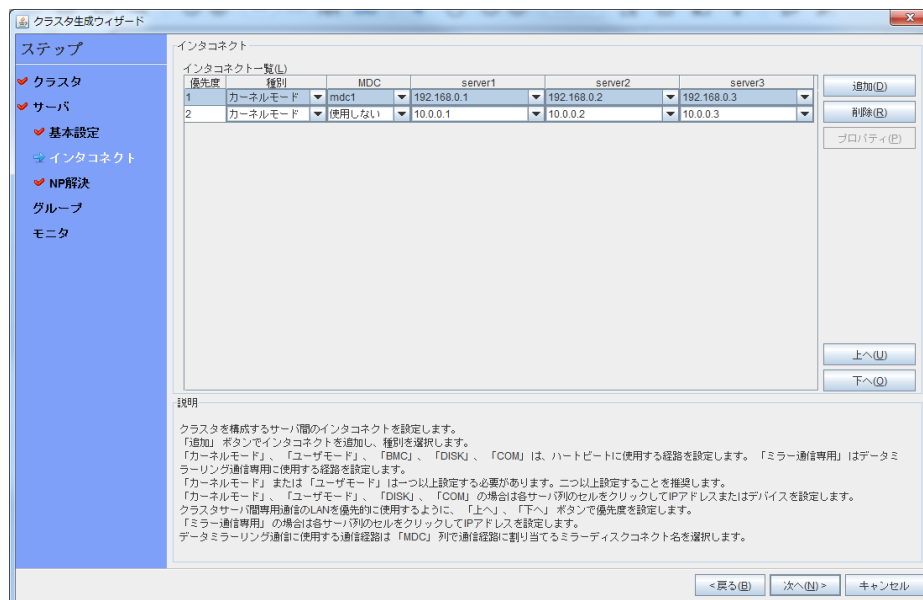 クラスタ生成ウィザード
ステップ
クラスタ
サーバ
基本設定
インタコネクト
NP解決
グループ
モニタ
インタコネクト
インタコネクト一覧(L)
優先度 種別 MDC server1 server2 server3
1 カーネルモード mdc1 192.168.0.1 192.168.0.2 192.168.0.3
2 カーネルモード 使用しない 10.0.0.1 10.0.0.2 10.0.0.3
追加(D)
削除(R)
プロパティ(P)
上へ(U)
下へ(O)
説明
クラスタを構成するサーバ間のインタコネクトを設定します。
「追加」 ボタンでインタコネクトを追加し、種別を選択します。
「カーネルモード」、「ユーザモード」、「BMC」、「DISK」、「COM」は、ハートビートに使用する経路を設定します。「ミラー通信専用」はデータミ
ラーリング通信専用に使用する経路を設定します。
「カーネルモード」または「ユーザモード」は一つ以上設定する必要があります。二つ以上設定することを推奨します。
「カーネルモード」、「ユーザモード」、「DISK」、「COM」の場合は各サーバ列のセルをクリックしてIPアドレスまたはデバイスを設定します。
クラスタサーバ間専用通信のLANを優先的に使用するように、「上へ」、「下へ」ボタンで優先度を設定します。
「ミラー通信専用」の場合は各サーバ列のセルをクリックしてIPアドレスを設定します。
データミラーリング通信に使用する通信経路は「MDC」列で通信経路に割り当てるミラーディスクコネクト名を選択します。
<戻る(B) 次へ(N)> キャンセル